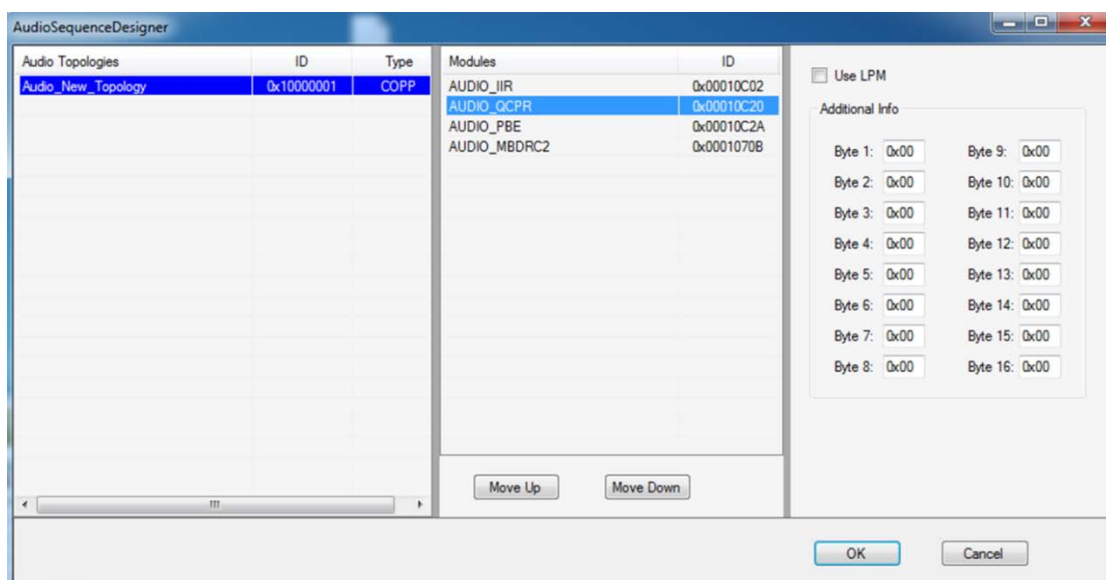 AudioSequenceDesigner
Audio Topologies ID Type
Audio_New_Topology 0x10000001 COPP
Modules ID
AUDIO_IIR 0x00010C02
AUDIO_QCPR 0x00010C20
AUDIO_PBE 0x00010C2A
AUDIO_MBDRC2 0x0001070B
Move Up Move Down
Use LPM
Additional Info
Byte 1: 0x00 Byte 9: 0x00
Byte 2: 0x00 Byte 10: 0x00
Byte 3: 0x00 Byte 11: 0x00
Byte 4: 0x00 Byte 12: 0x00
Byte 5: 0x00 Byte 13: 0x00
Byte 6: 0x00 Byte 14: 0x00
Byte 7: 0x00 Byte 15: 0x00
Byte 8: 0x00 Byte 16: 0x00
OK Cancel